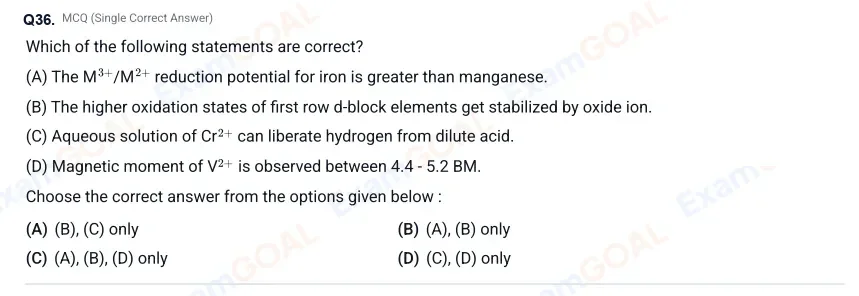 Q36. MCQ (Single Correct Answer)
Which of the following statements are correct?
(A) The M³⁺/M²⁺ reduction potential for iron is greater than manganese.
(B) The higher oxidation states of first row d-block elements get stabilized by oxide ion.
(C) Aqueous solution of Cr²⁺ can liberate hydrogen from dilute acid.
(D) Magnetic moment of V²⁺ is observed between 4.4 - 5.2 BM.
Choose the correct answer from the options given below :
(A) (B), (C) only (B) (A), (B) only
(C) (A), (B), (D) only (D) (C), (D) only